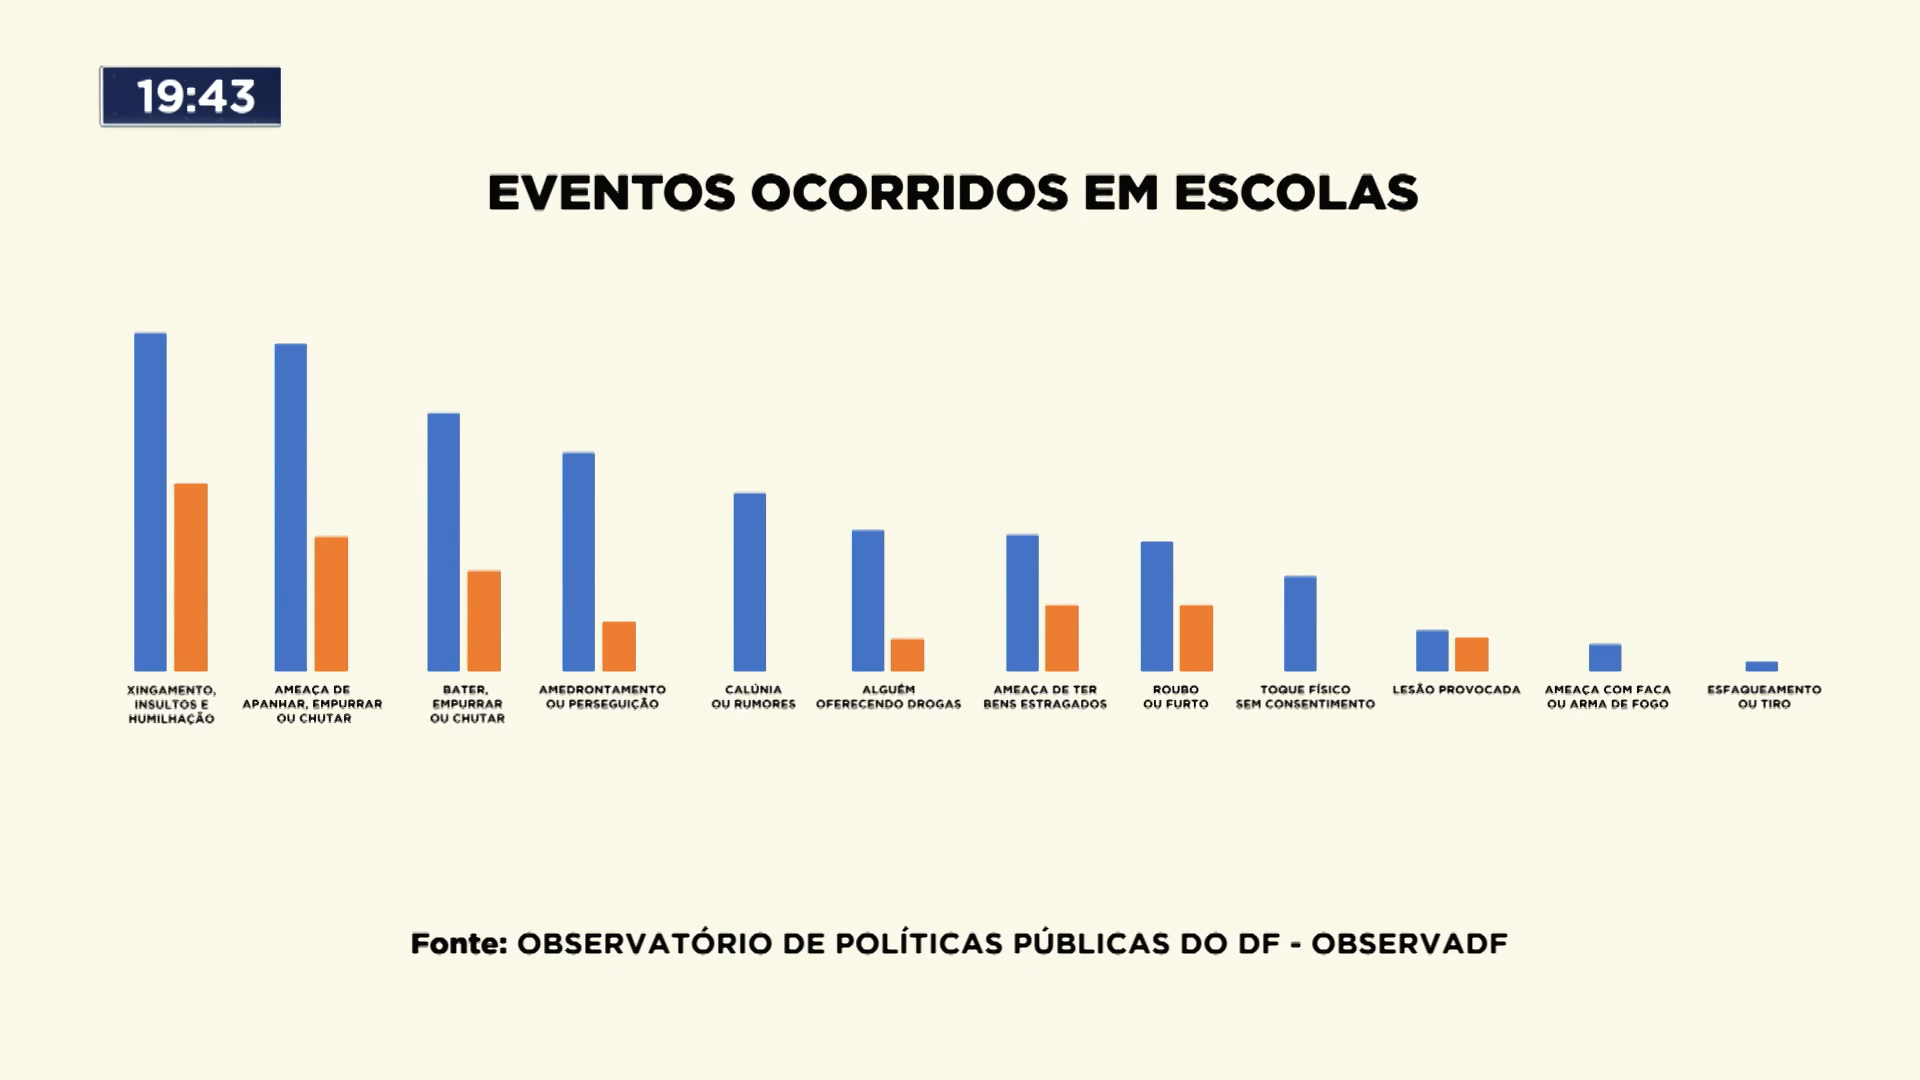 19:43
EVENTOS OCORRIDOS EM ESCOLAS
XINGAMENTO,
INSULTOS E
HUMILHAÇÃO
AMEAÇA DE
APANHAR, EMPURRAR
OU CHUTAR
BATER,
EMPURRAR
OU CHUTAR
AMEDRONTAMENTO
OU PERSEGUIÇÃO
CALÚNIA
OU RUMORES
ALGUÉM
OFERECENDO DROGAS
AMEAÇA DE TER
BENS ESTRAGADOS
ROUBO
OU FURTO
TOQUE FÍSICO
SEM CONSENTIMENTO
LESÃO PROVOCADA
AMEAÇA COM FACA
OU ARMA DE FOGO
ESFAQUEAMENTO
OU TIRO
Fonte: OBSERVATÓRIO DE POLÍTICAS PÚBLICAS DO DF - OBSERVADF